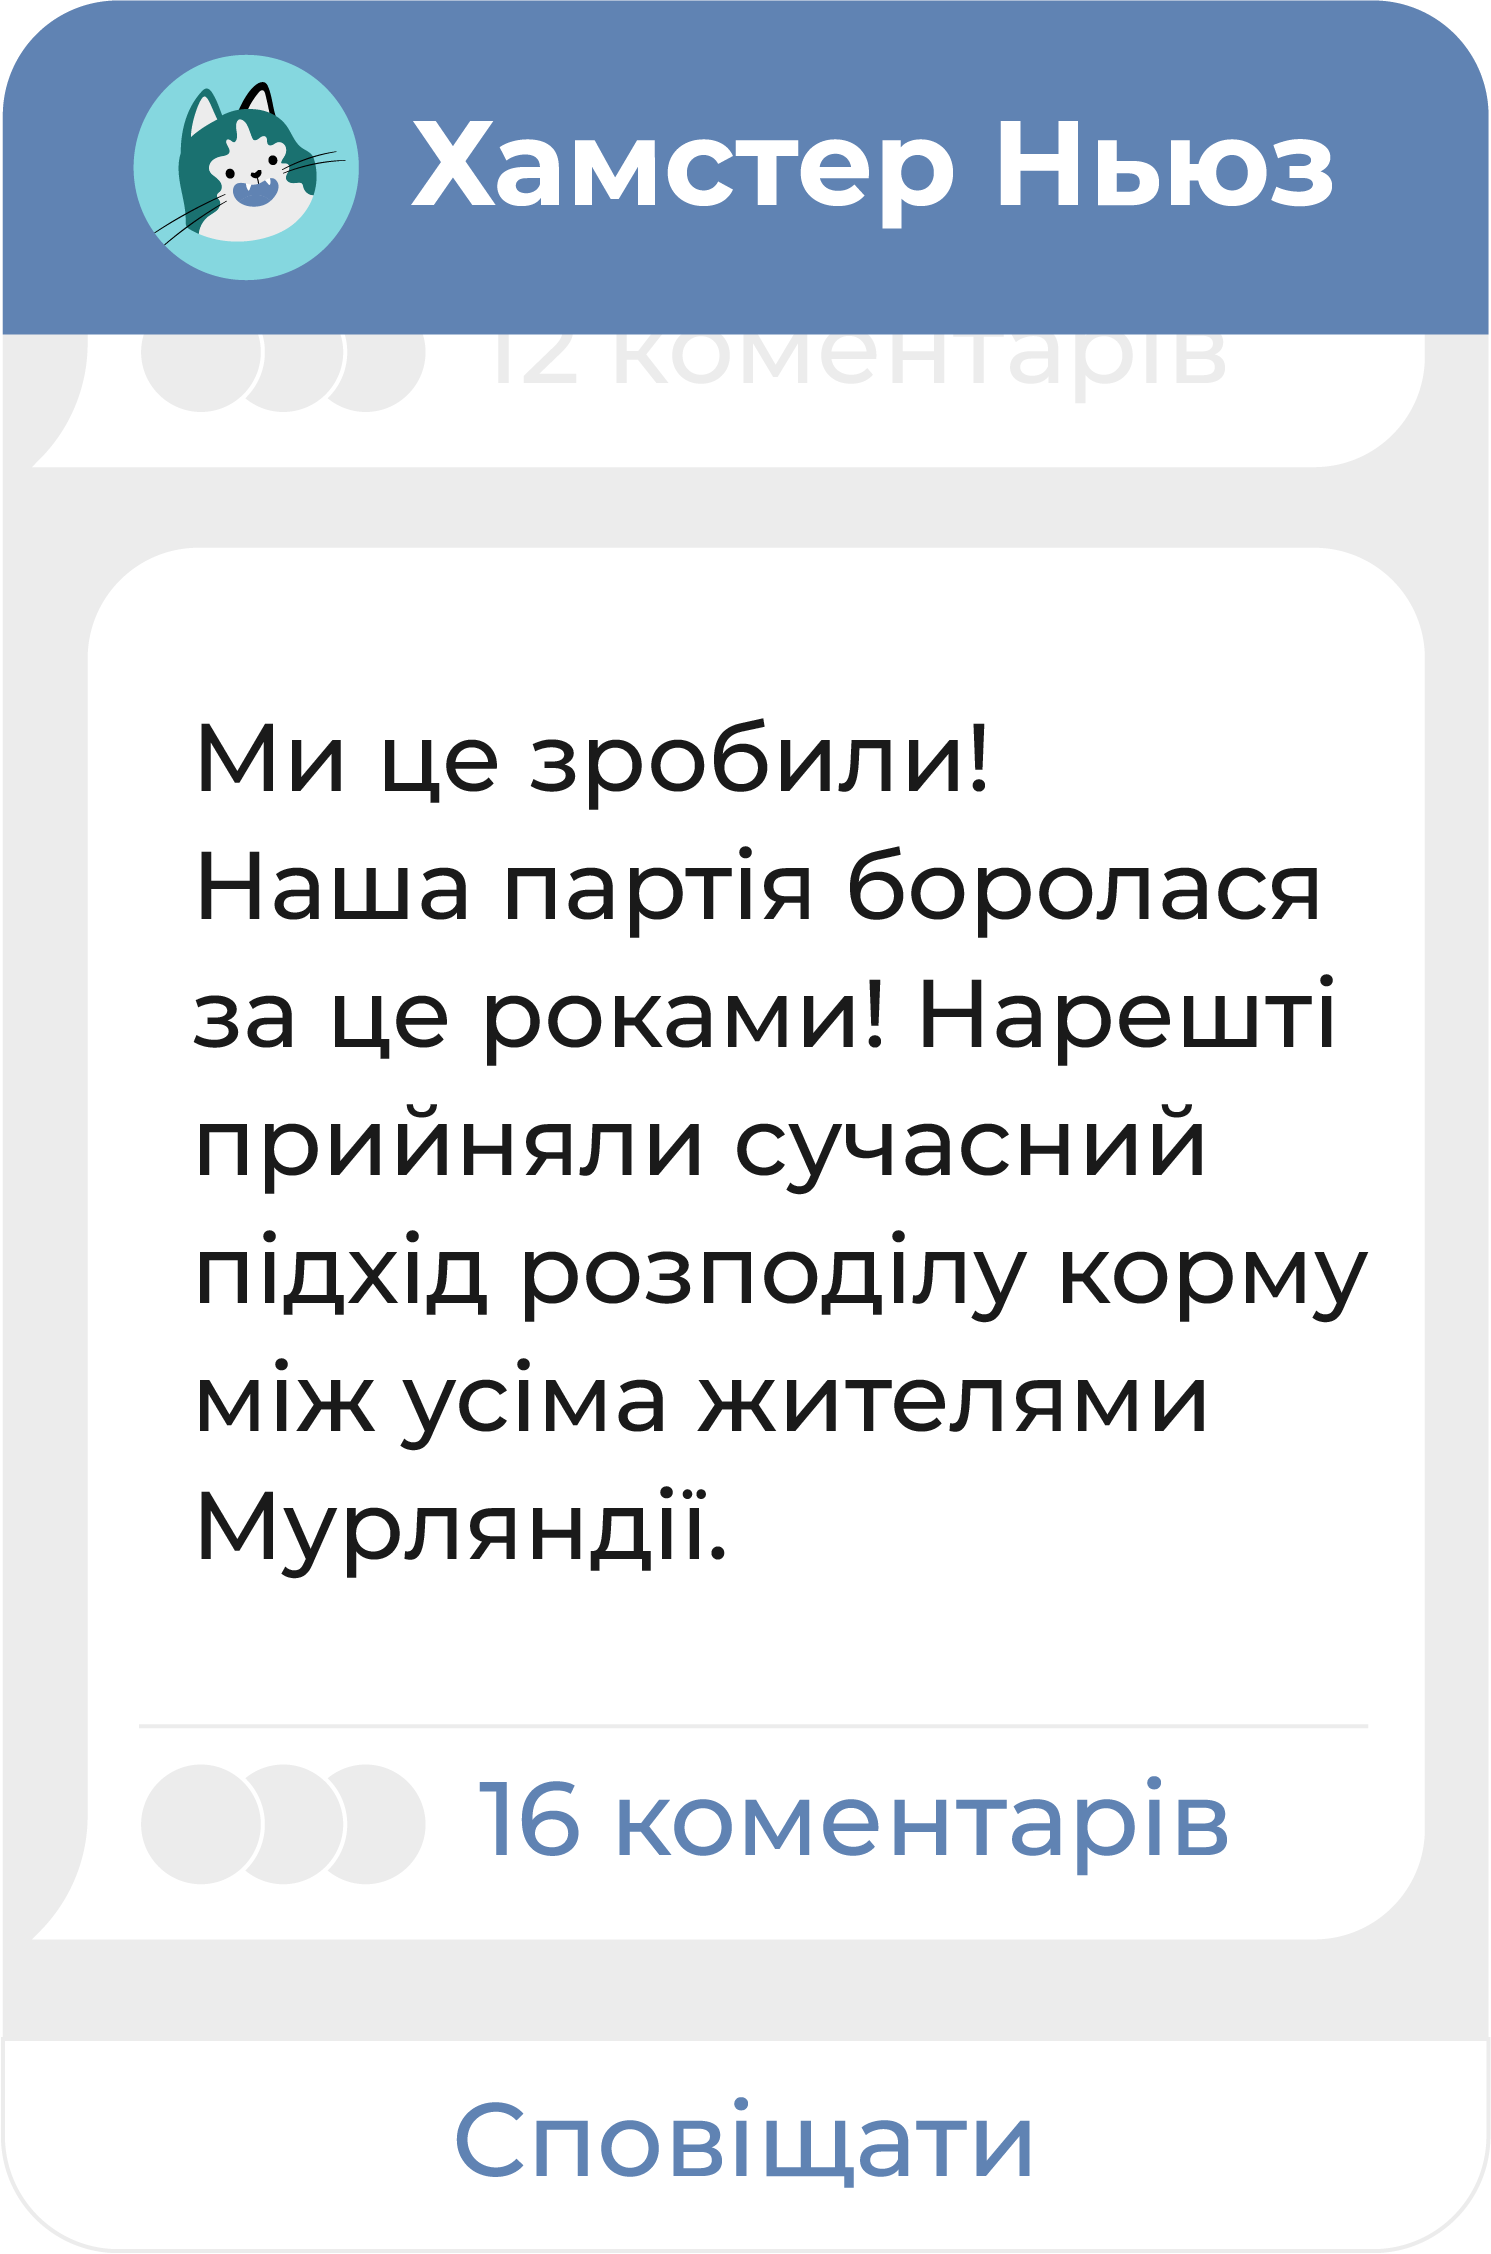 Хамстер Ньюз
12 коментарів
Ми це зробили!
Наша партія боролася
за це роками! Нарешті
прийняли сучасний
підхід розподілу корму
між усіма жителями
Мурляндії.
16 коментарів
Сповіщати